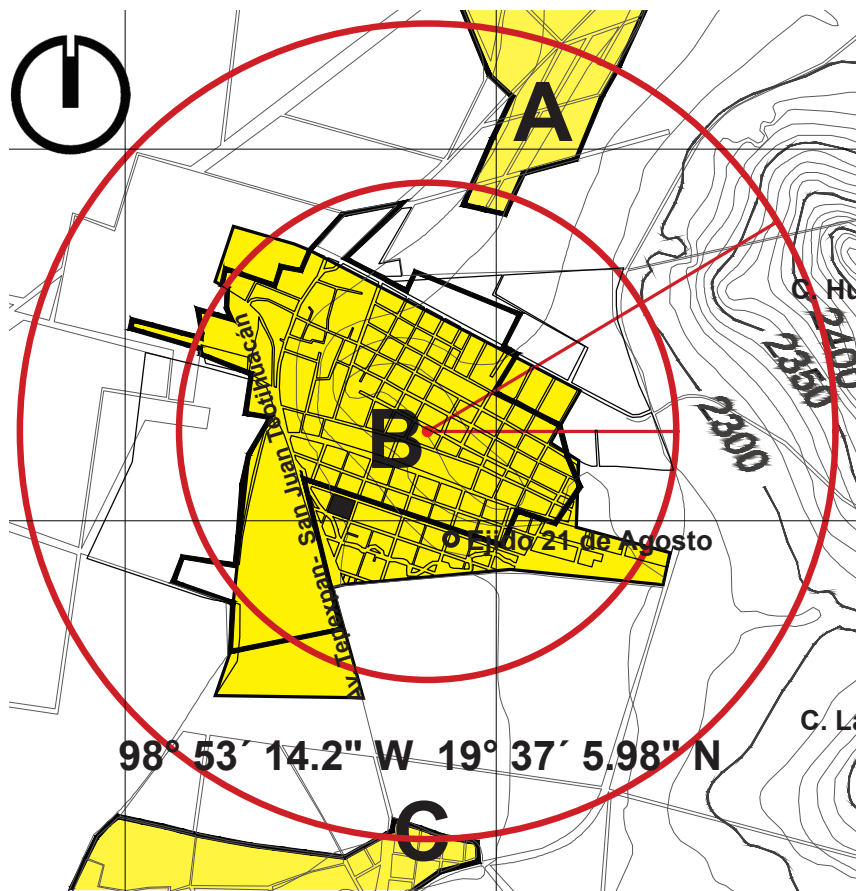 A
C. Hu
2400
2350
2300
Av. Tepexpan- San Juan Teotihuacán
B
Ejido 21 de Agosto
C. La
98° 53´ 14.2" W 19° 37´ 5.98" N
C